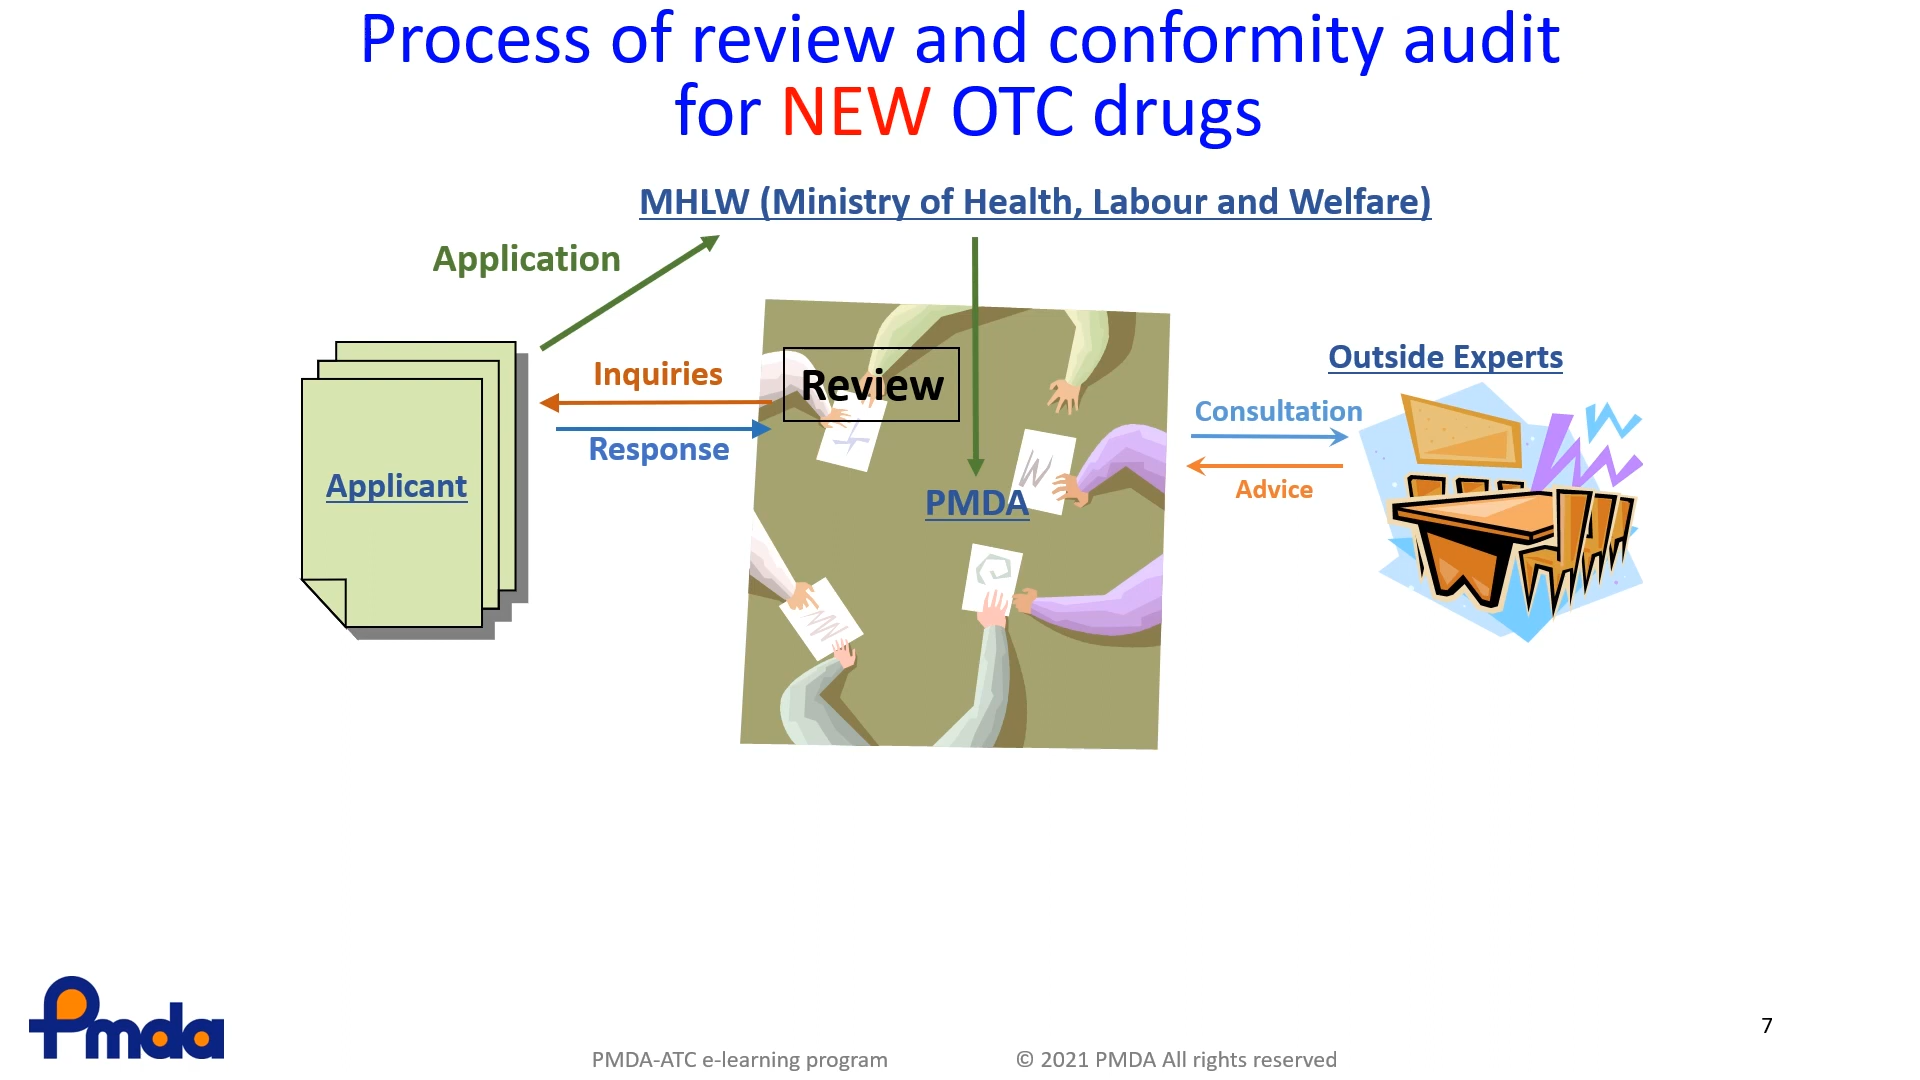 Process of review and conformity audit
for NEW OTC drugs
MHLW (Ministry of Health, Labour and Welfare)
Application
Inquiries
Review
Response
Applicant
PMDA
Outside Experts
Consultation
Advice
Pmda
7
PMDA-ATC e-learning program
© 2021 PMDA All rights reserved